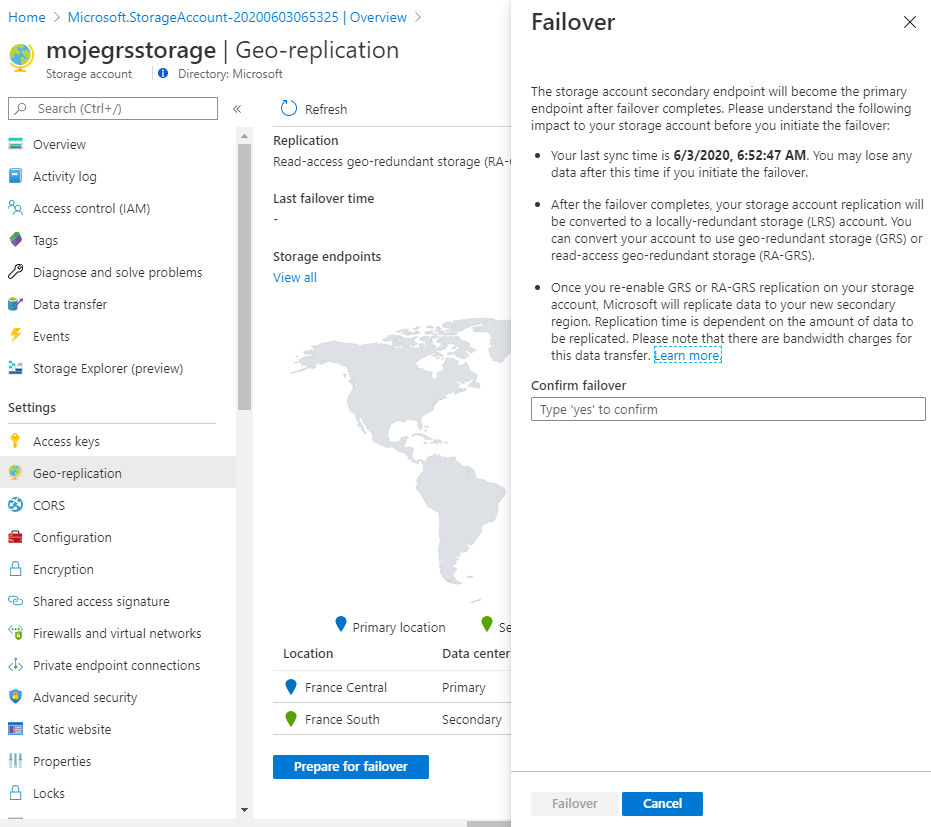 Home > Microsoft.StorageAccount-20200603065325 | Overview >
mojegrsstorage | Geo-replication
Storage account
Directory: Microsoft
Search (Ctrl+/)
«
Overview
Activity log
Access control (IAM)
Tags
Diagnose and solve problems
Data transfer
Events
Storage Explorer (preview)
Settings
Access keys
Geo-replication
CORS
Configuration
Encryption
Shared access signature
Firewalls and virtual networks
Private endpoint connections
Advanced security
Static website
Properties
Locks
Refresh
Replication
Read-access geo-redundant storage (RA-
Last failover time
-
Storage endpoints
View all
Primary location
Se
Location Data center
France Central Primary
France South Secondary
Prepare for failover
Failover
The storage account secondary endpoint will become the primary
endpoint after failover completes. Please understand the following
impact to your storage account before you initiate the failover:
• Your last sync time is 6/3/2020, 6:52:47 AM. You may lose any
data after this time if you initiate the failover.
• After the failover completes, your storage account replication will
be converted to a locally-redundant storage (LRS) account. You
can convert your account to use geo-redundant storage (GRS) or
read-access geo-redundant storage (RA-GRS).
• Once you re-enable GRS or RA-GRS replication on your storage
account, Microsoft will replicate data to your new secondary
region. Replication time is dependent on the amount of data to
be replicated. Please note that there are bandwidth charges for
this data transfer. Learn more.
Confirm failover
Type 'yes' to confirm
Failover
Cancel